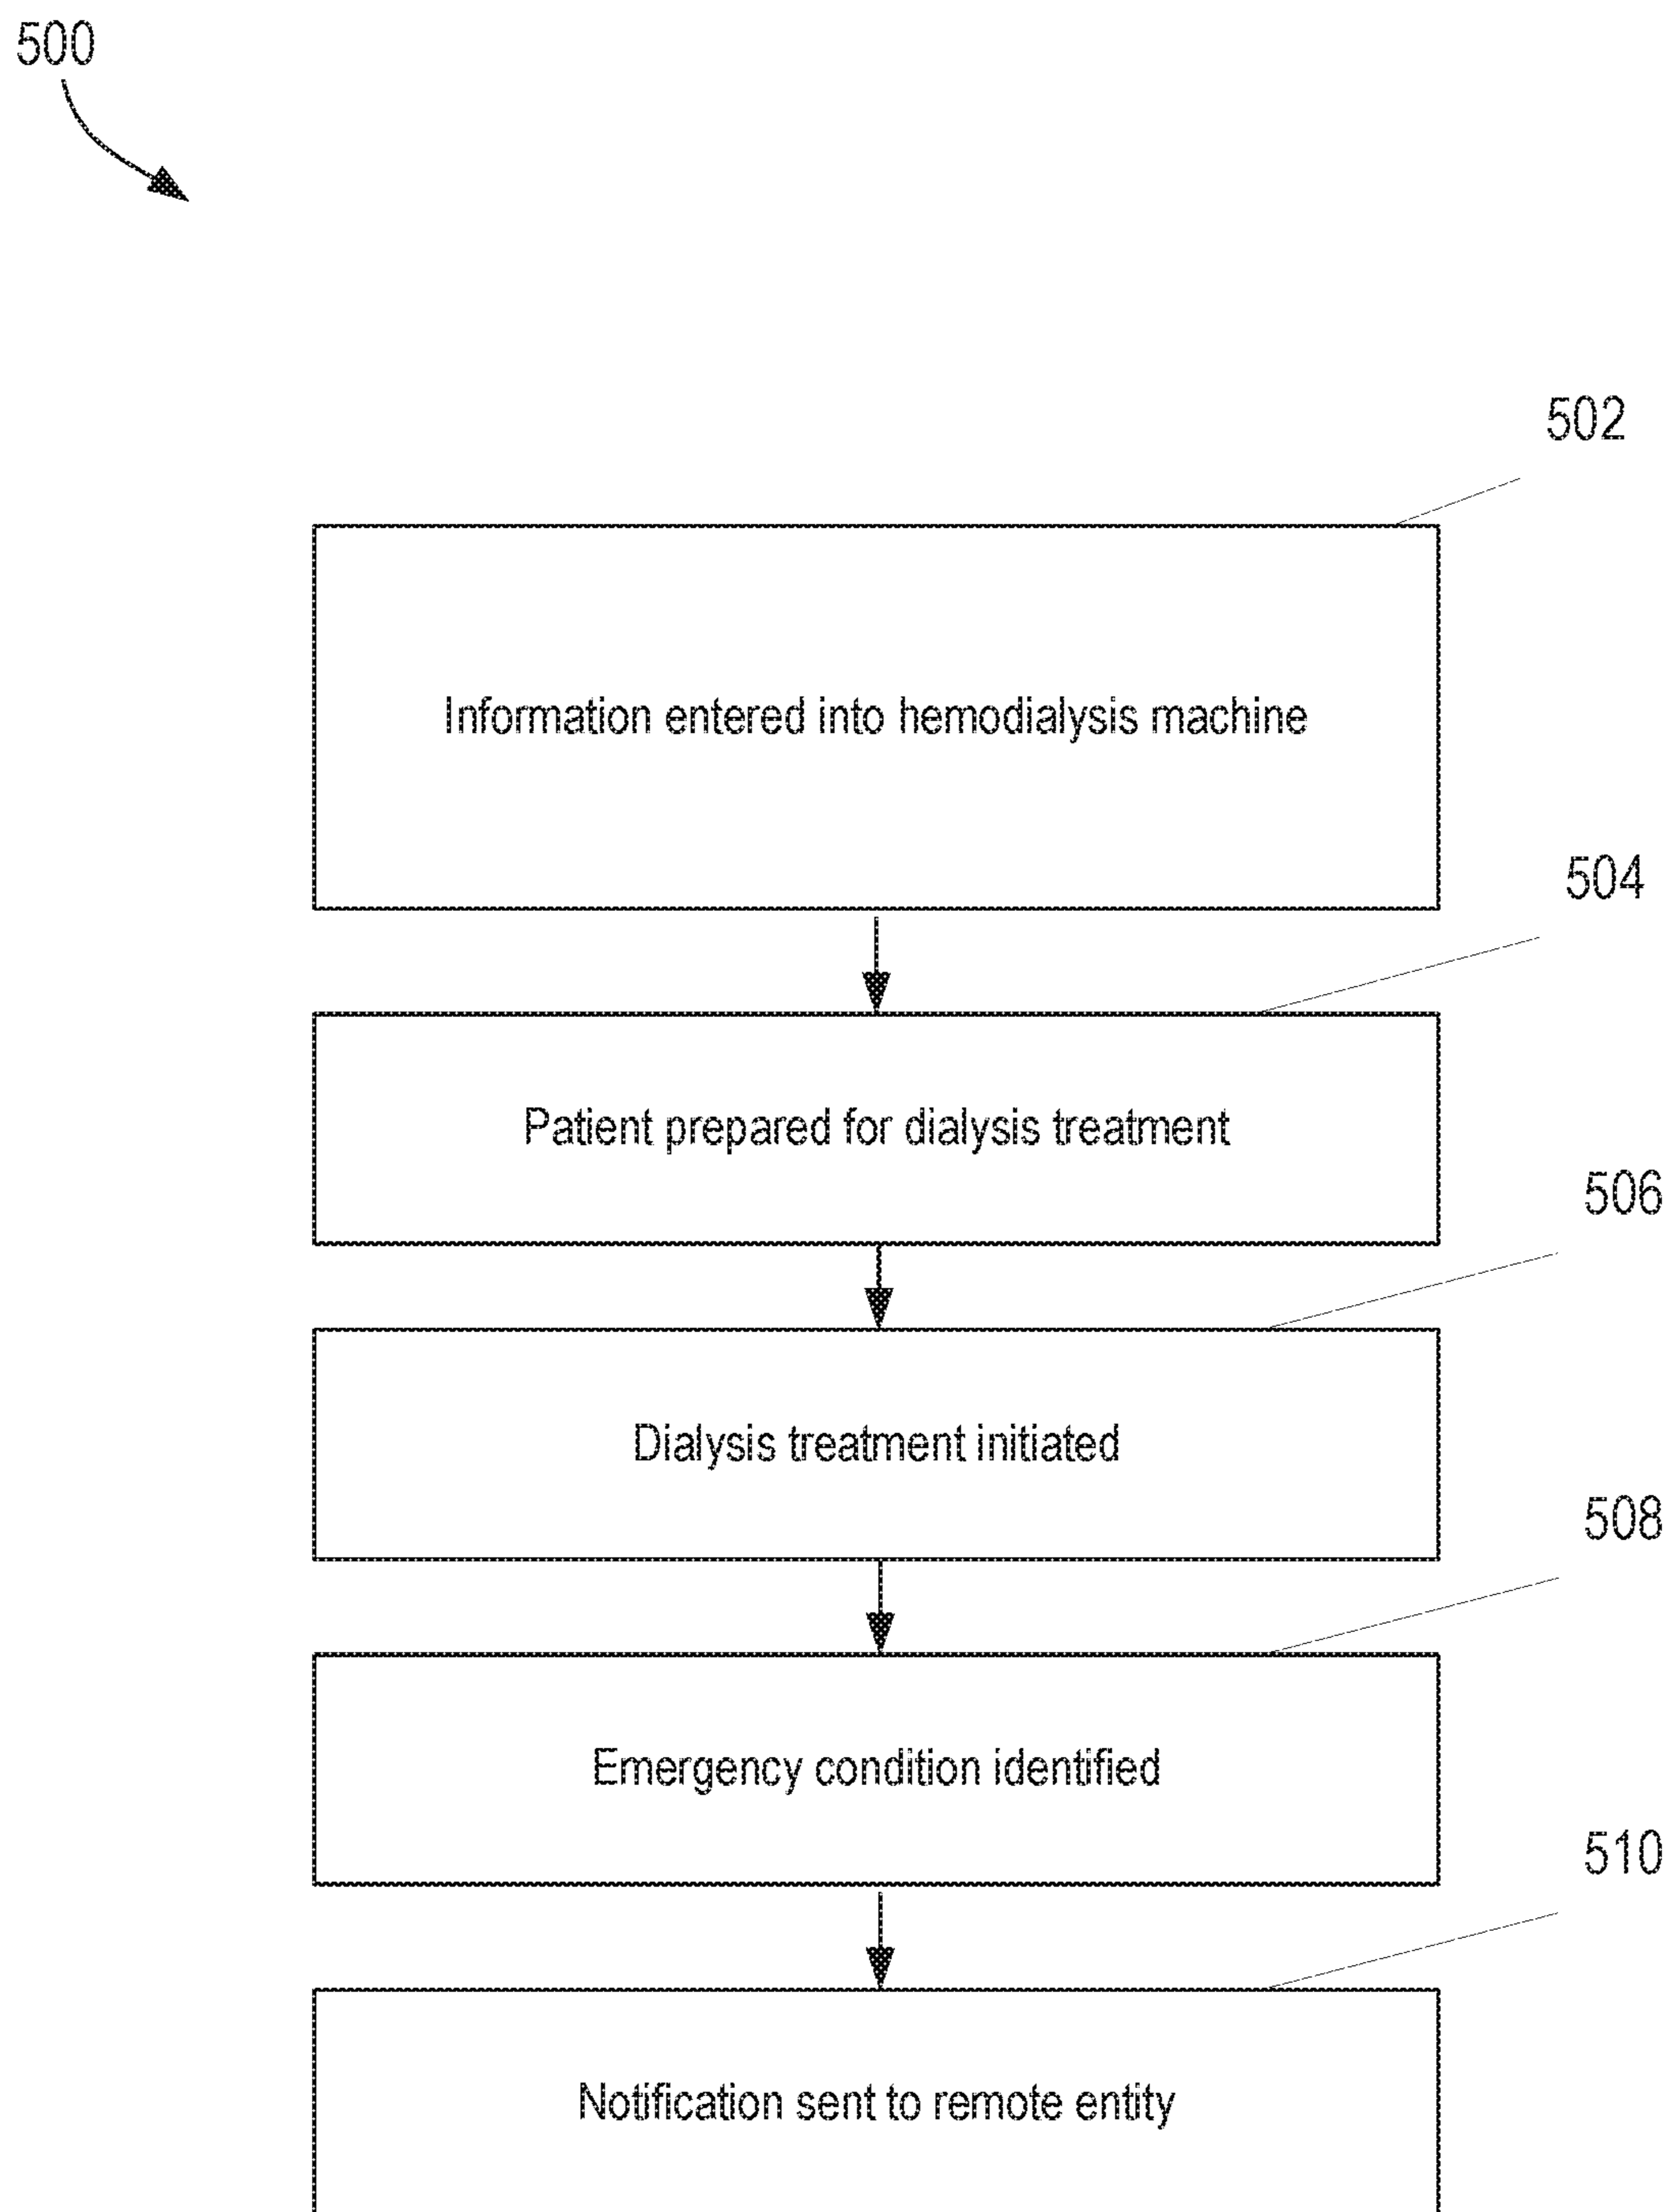 500
502
Information entered into hemodialysis machine
504
Patient prepared for dialysis treatment
506
Dialysis treatment initiated
508
Emergency condition identified
510
Notification sent to remote entity